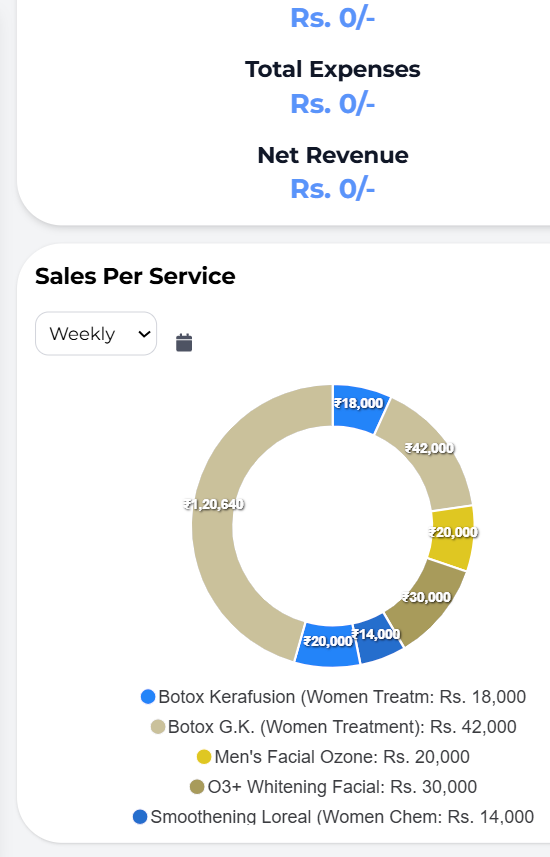 Rs. 0/-
Total Expenses
Rs. 0/-
Net Revenue
Rs. 0/-
Sales Per Service
Weekly
₹18,000
₹42,000
₹1,20,640
₹20,000
₹30,000
₹20,000
₹14,000
Botox Kerafusion (Women Treatm: Rs. 18,000
Botox G.K. (Women Treatment): Rs. 42,000
Men's Facial Ozone: Rs. 20,000
O3+ Whitening Facial: Rs. 30,000
Smoothening Loreal (Women Chem: Rs. 14,000